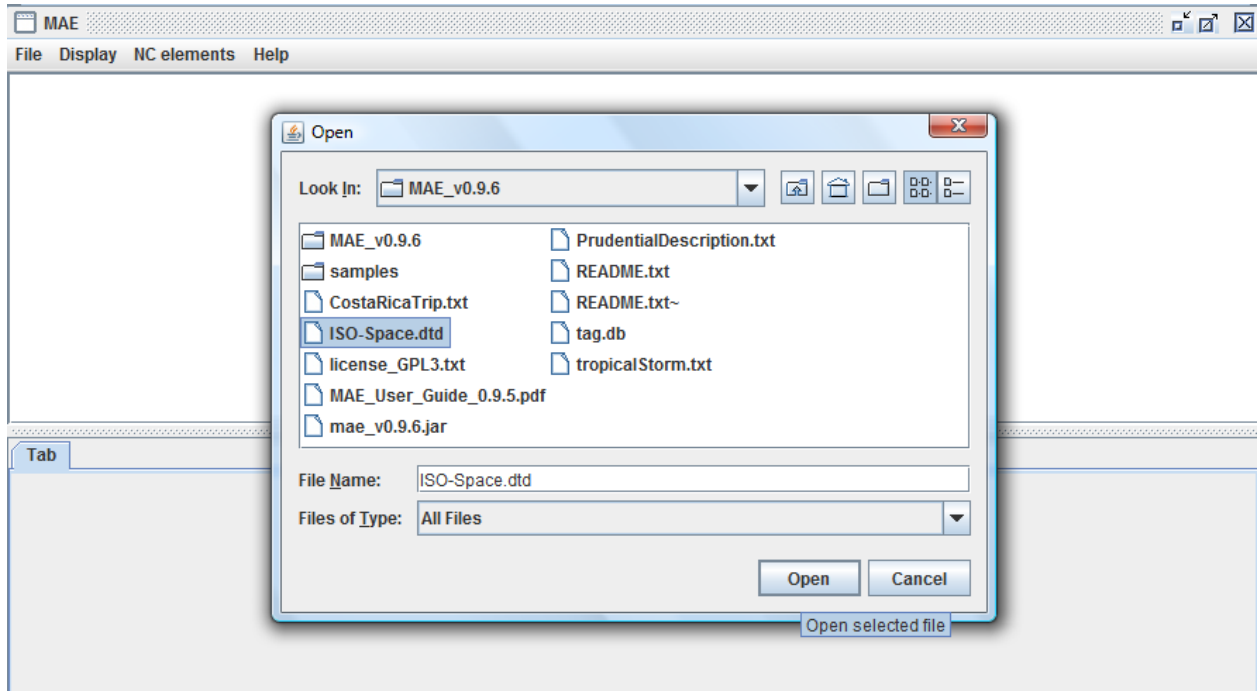 MAE
File Display NC elements Help
Open
Look In: MAE_v0.9.6
MAE_v0.9.6
samples
CostaRicaTrip.txt
ISO-Space.dtd
license_GPL3.txt
MAE_User_Guide_0.9.5.pdf
mae_v0.9.6.jar
PrudentialDescription.txt
README.txt
README.txt~
tag.db
tropicalStorm.txt
Tab
File Name: ISO-Space.dtd
Files of Type: All Files
Open Cancel
Open selected file